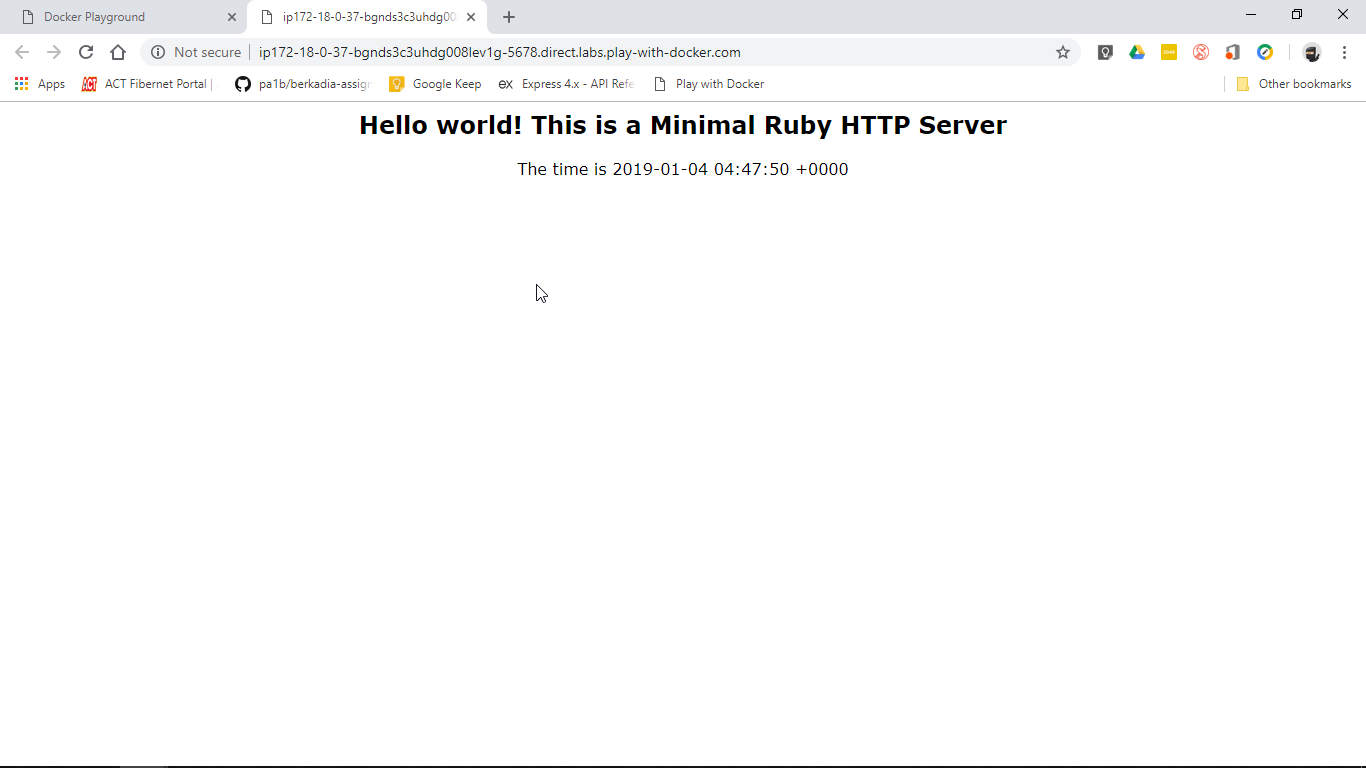 Docker Playground
ip172-18-0-37-bgnds3c3uhdg00
Not secure
ip172-18-0-37-bgnds3c3uhdg008lev1g-5678.direct.labs.play-with-docker.com
Apps
ACT Fibernet Portal |
pa1b/berkadia-assign
Google Keep
ex
Express 4.x - API Refe
Play with Docker
Other bookmarks
Hello world! This is a Minimal Ruby HTTP Server
The time is 2019-01-04 04:47:50 +0000